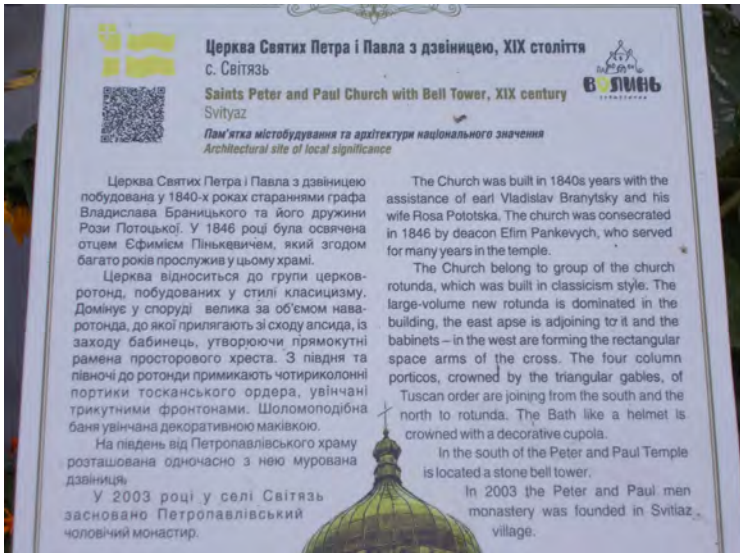 Церква Святих Петра і Павла з дзвіницею, XIX століття
с. Світязь
Saints Peter and Paul Church with Bell Tower, XIX century
Svityaz
Пам'ятка містобудування та архітектури національного значення
Architectural site of local significance
ВОЛИНЬ
Церква Святих Петра і Павла з дзвіницею
побудована у 1840-х роках стараннями графа
Владислава Браницького та його дружини
Рози Потоцької. У 1846 році була освячена
отцем Єфимієм Пінькевичем, який згодом
багато років прослужив у цьому храмі.
Церква відноситься до групи церков-
ротонд, побудованих у стилі класицизму.
Домінує у споруді велика за об'ємом нава-
ротонда, до якої прилягають зі сходу апсида, із
заходу бабинець, утворюючи прямокутні
рамена просторового хреста. З півдня та
півночі до ротонди примикають чотириколонні
портики тосканського ордера, увінчані
трикутними фронтонами. Шоломоподібна
баня увінчана декоративною маківкою.
На південь від Петропавлівського храму
розташована одночасно з нею мурована
дзвіниця.
У 2003 році у селі Світязь
засновано Петропавлівський
чоловічий монастир.
The Church was built in 1840s years with the
assistance of earl Vladislav Branytsky and his
wife Rosa Pototska. The church was consecrated
in 1846 by deacon Efim Pankevych, who served
for many years in the temple.
The Church belong to group of the church
rotunda, which was built in classicism style. The
large-volume new rotunda is dominated in the
building, the east apse is adjoining to it and the
babinets – in the west are forming the rectangular
space arms of the cross. The four column
porticos, crowned by the triangular gables, of
Tuscan order are joining from the south and the
north to rotunda. The Bath like a helmet is
crowned with a decorative cupola.
In the south of the Peter and Paul Temple
is located a stone bell tower.
In 2003 the Peter and Paul men
monastery was founded in Svitiaz
village.